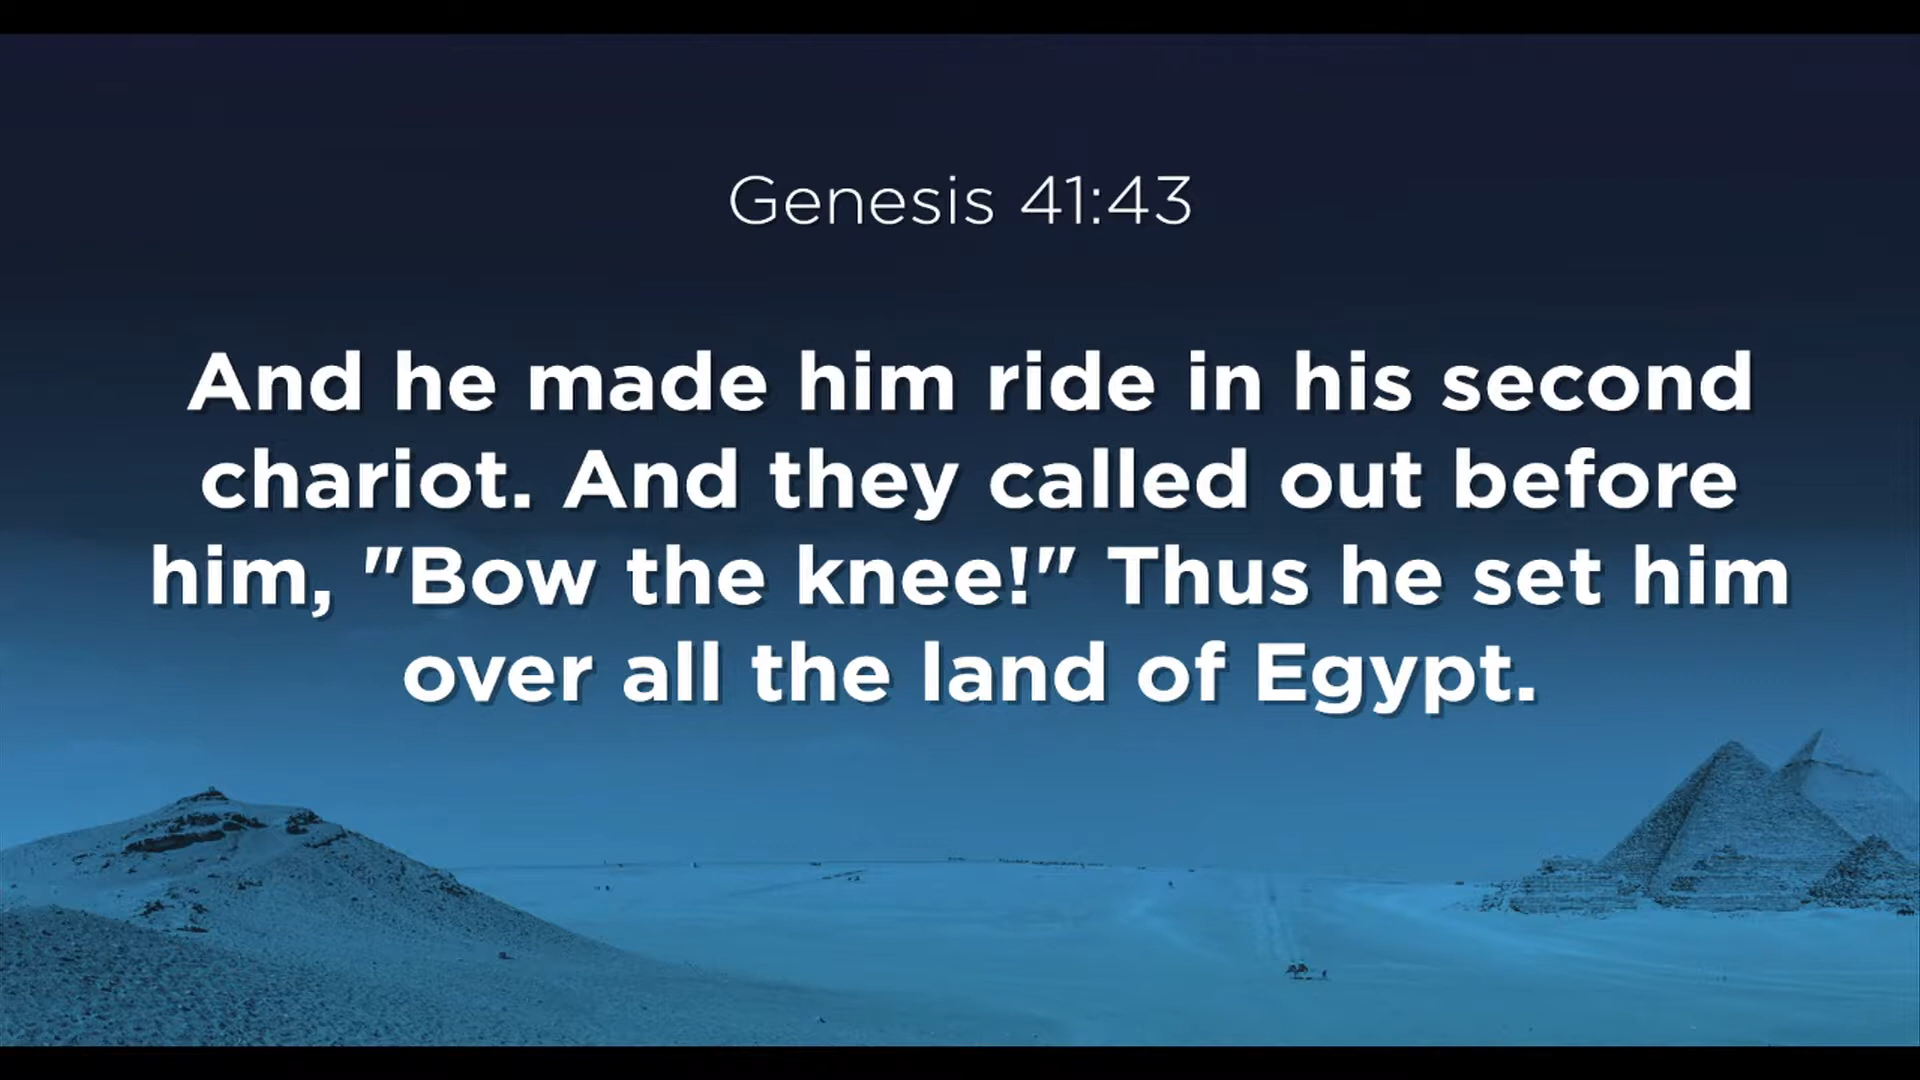 Genesis 41:43
And he made him ride in his second
chariot. And they called out before
him, "Bow the knee!" Thus he set him
over all the land of Egypt.